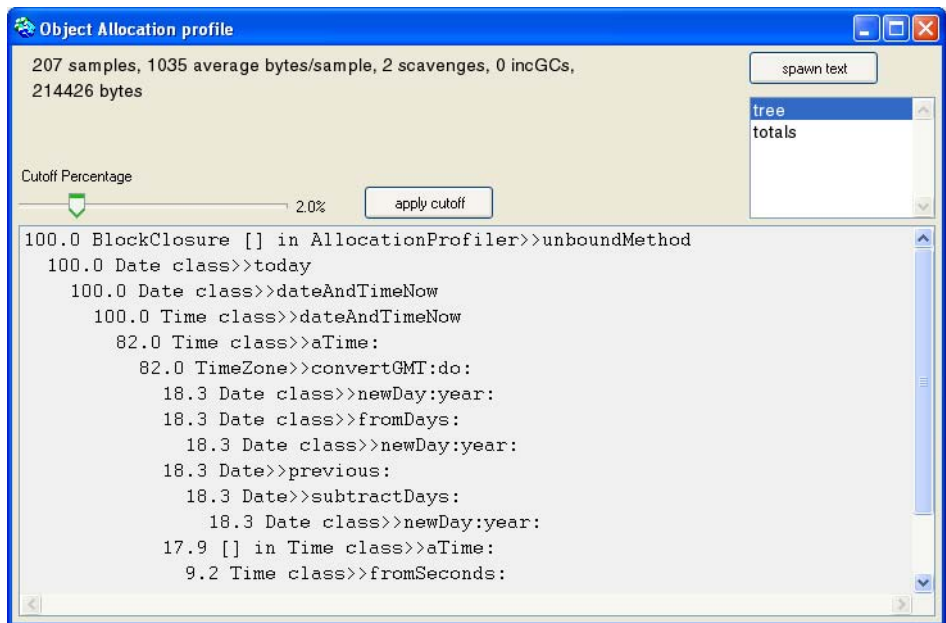 Object Allocation profile
207 samples, 1035 average bytes/sample, 2 scavenges, 0 incGCs,
214426 bytes
spawn text
tree
totals
Cutoff Percentage
2.0%
apply cutoff
100.0 BlockClosure [] in AllocationProfiler>>unboundMethod
100.0 Date class>>today
100.0 Date class>>dateAndTimeNow
100.0 Time class>>dateAndTimeNow
82.0 Time class>>aTime:
82.0 TimeZone>>convertGMT:do:
18.3 Date class>>newDay:year:
18.3 Date class>>fromDays:
18.3 Date class>>newDay:year:
18.3 Date>>previous:
18.3 Date>>subtractDays:
18.3 Date class>>newDay:year:
17.9 [] in Time class>>aTime:
9.2 Time class>>fromSeconds: